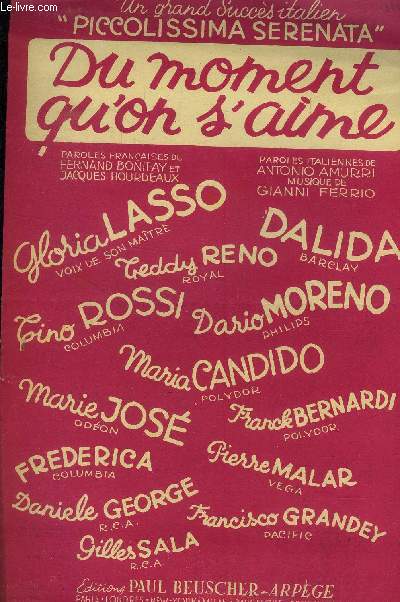 Un grand Succès italien
"PICCOLISSIMA SERENATA"
Du moment
qu'on s'aime
PAROLES FRANÇAISES DE
FERNAND BONIFAY ET
JACQUES HOURDEAUX
PAROLES ITALIENNES DE
ANTONIO AMURRI
MUSIQUE DE
GIANNI FERRIO
Gloria LASSO
VOIX DE SON MAÎTRE
DALIDA
BARCLAY
Teddy RENO
ROYAL
Tino ROSSI
COLUMBIA
Dario MORENO
PHILIPS
Maria CANDIDO
POLYDOR
Marie JOSÉ
ODÉON
Franck BERNARDI
POLYDOR
FREDERICA
COLUMBIA
Pierre MALAR
VEGA
Daniele GEORGE
R.C.A.
Francisco GRANDEY
PACIFIC
Gilles SALA
R.C.A.
Editions PAUL BEUSCHER-ARPÈGE
© le-livre.com